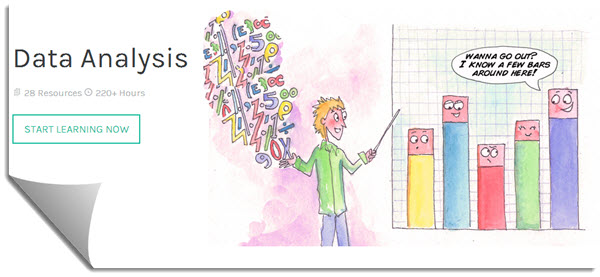 Data Analysis
28 Resources 220+ Hours
START LEARNING NOW
WANNA GO OUT?
I KNOW A FEW BARS
AROUND HERE!